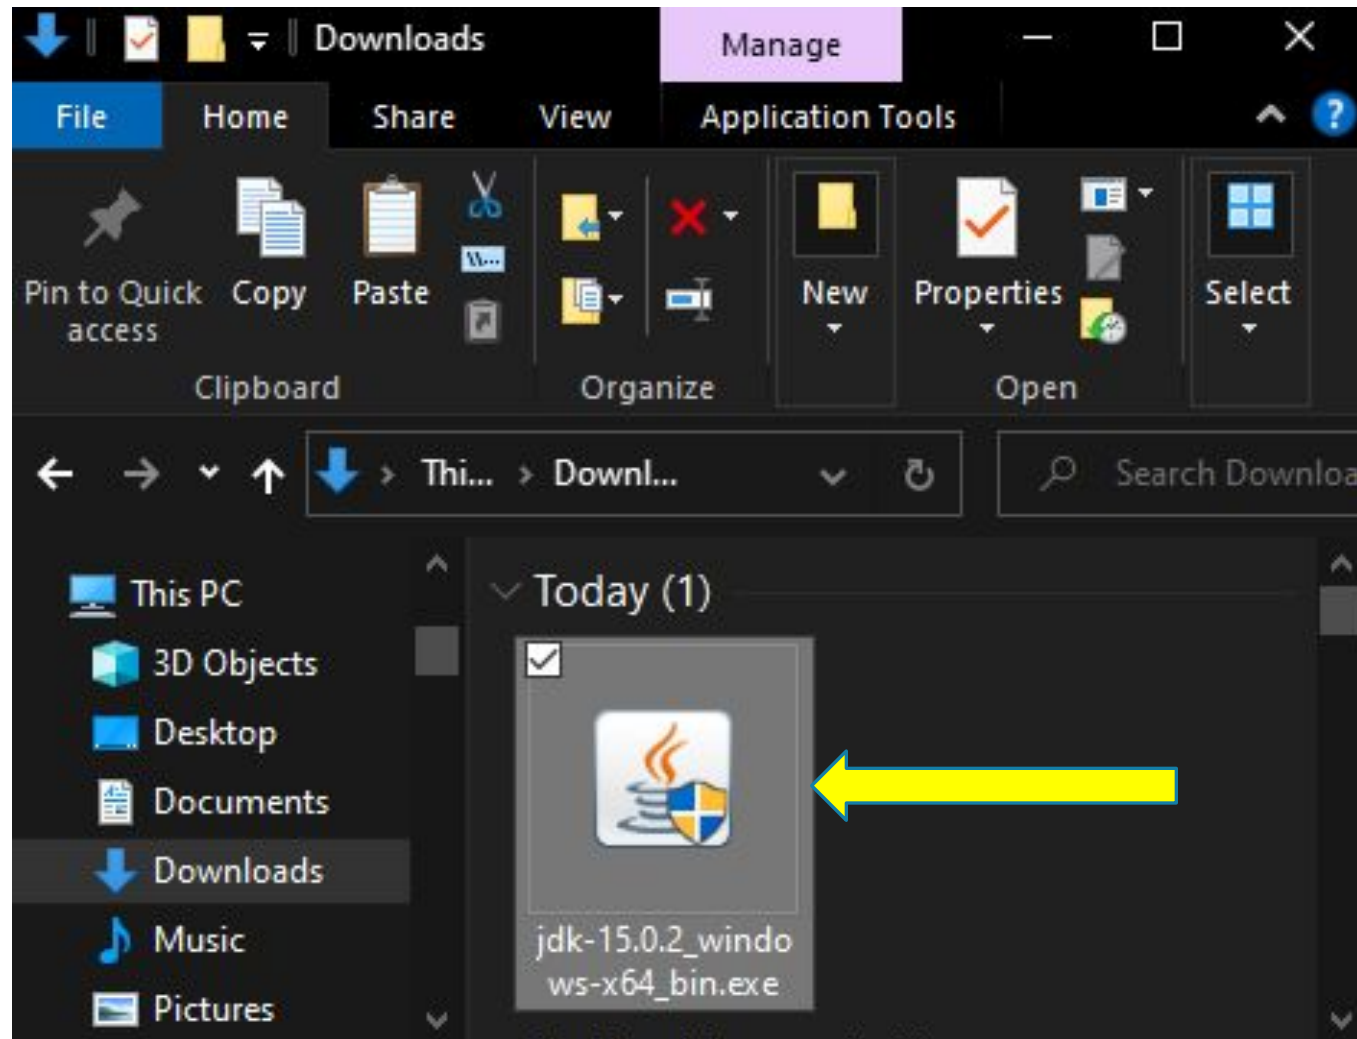 Downloads
Manage
File
Home
Share
View
Application Tools
?
Pin to Quick
access
Copy
Paste
New
Properties
Select
Clipboard
Organize
Open
Thi...
Downl...
Search Downloa
This PC
3D Objects
Desktop
Documents
Downloads
Music
Pictures
Today (1)
jdk-15.0.2_windo
ws-x64_bin.exe